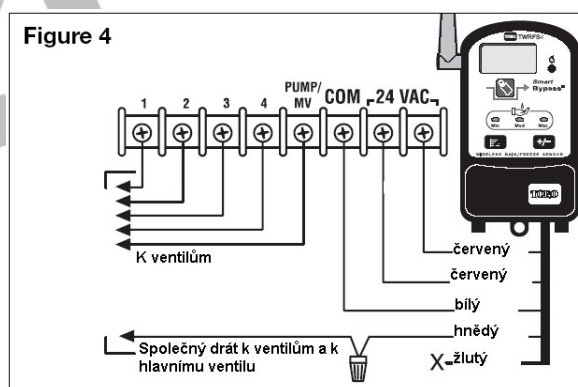 Figure 4
1 2 3 4 PUMP/MV COM 24 VAC
TORO TWRFS-I
Smart
Bypass
Min Med Max
+/-
WIRELESS RAIN/FREEZE SENSOR
TORO
K ventilům
červený
červený
bílý
hnědý
X-žlutý
Společný drát k ventilům a k
hlavnímu ventilu